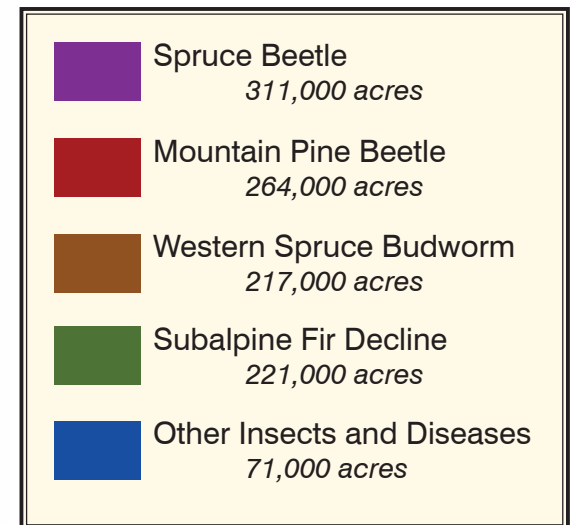 Spruce Beetle
311,000 acres
Mountain Pine Beetle
264,000 acres
Western Spruce Budworm
217,000 acres
Subalpine Fir Decline
221,000 acres
Other Insects and Diseases
71,000 acres